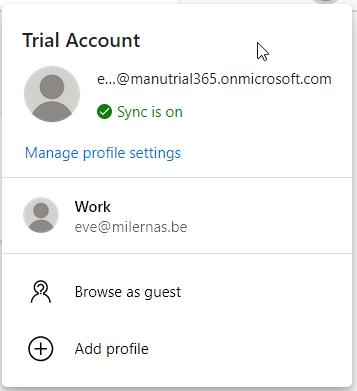 Trial Account
e...@manutrial365.onmicrosoft.com
Sync is on
Manage profile settings
Work
eve@milernas.be
Browse as guest
Add profile